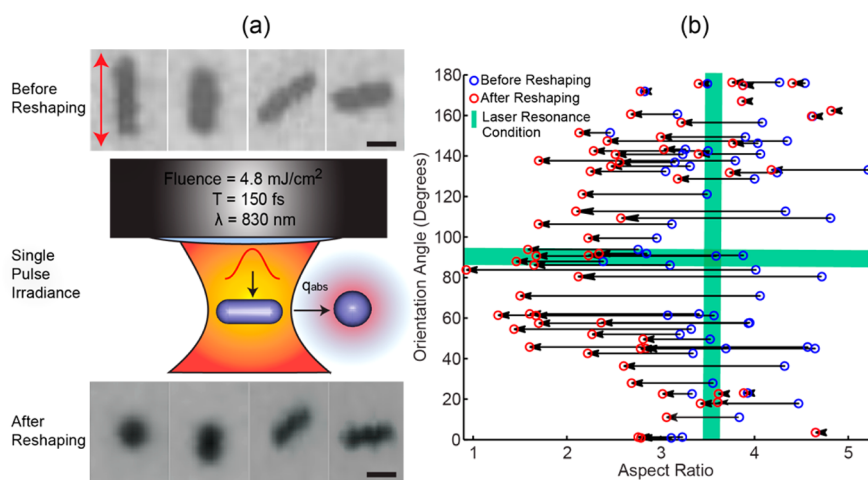 (a)
Before
Reshaping
Fluence = 4.8 mJ/cm²
T = 150 fs
λ = 830 nm
Single
Pulse
Irradiance
qabs
After
Reshaping
(b)
Before Reshaping
After Reshaping
Laser Resonance
Condition
Orientation Angle (Degrees)
180
160
140
121
100
80
60
40
20
0
1
2
3
4
5
Aspect Ratio